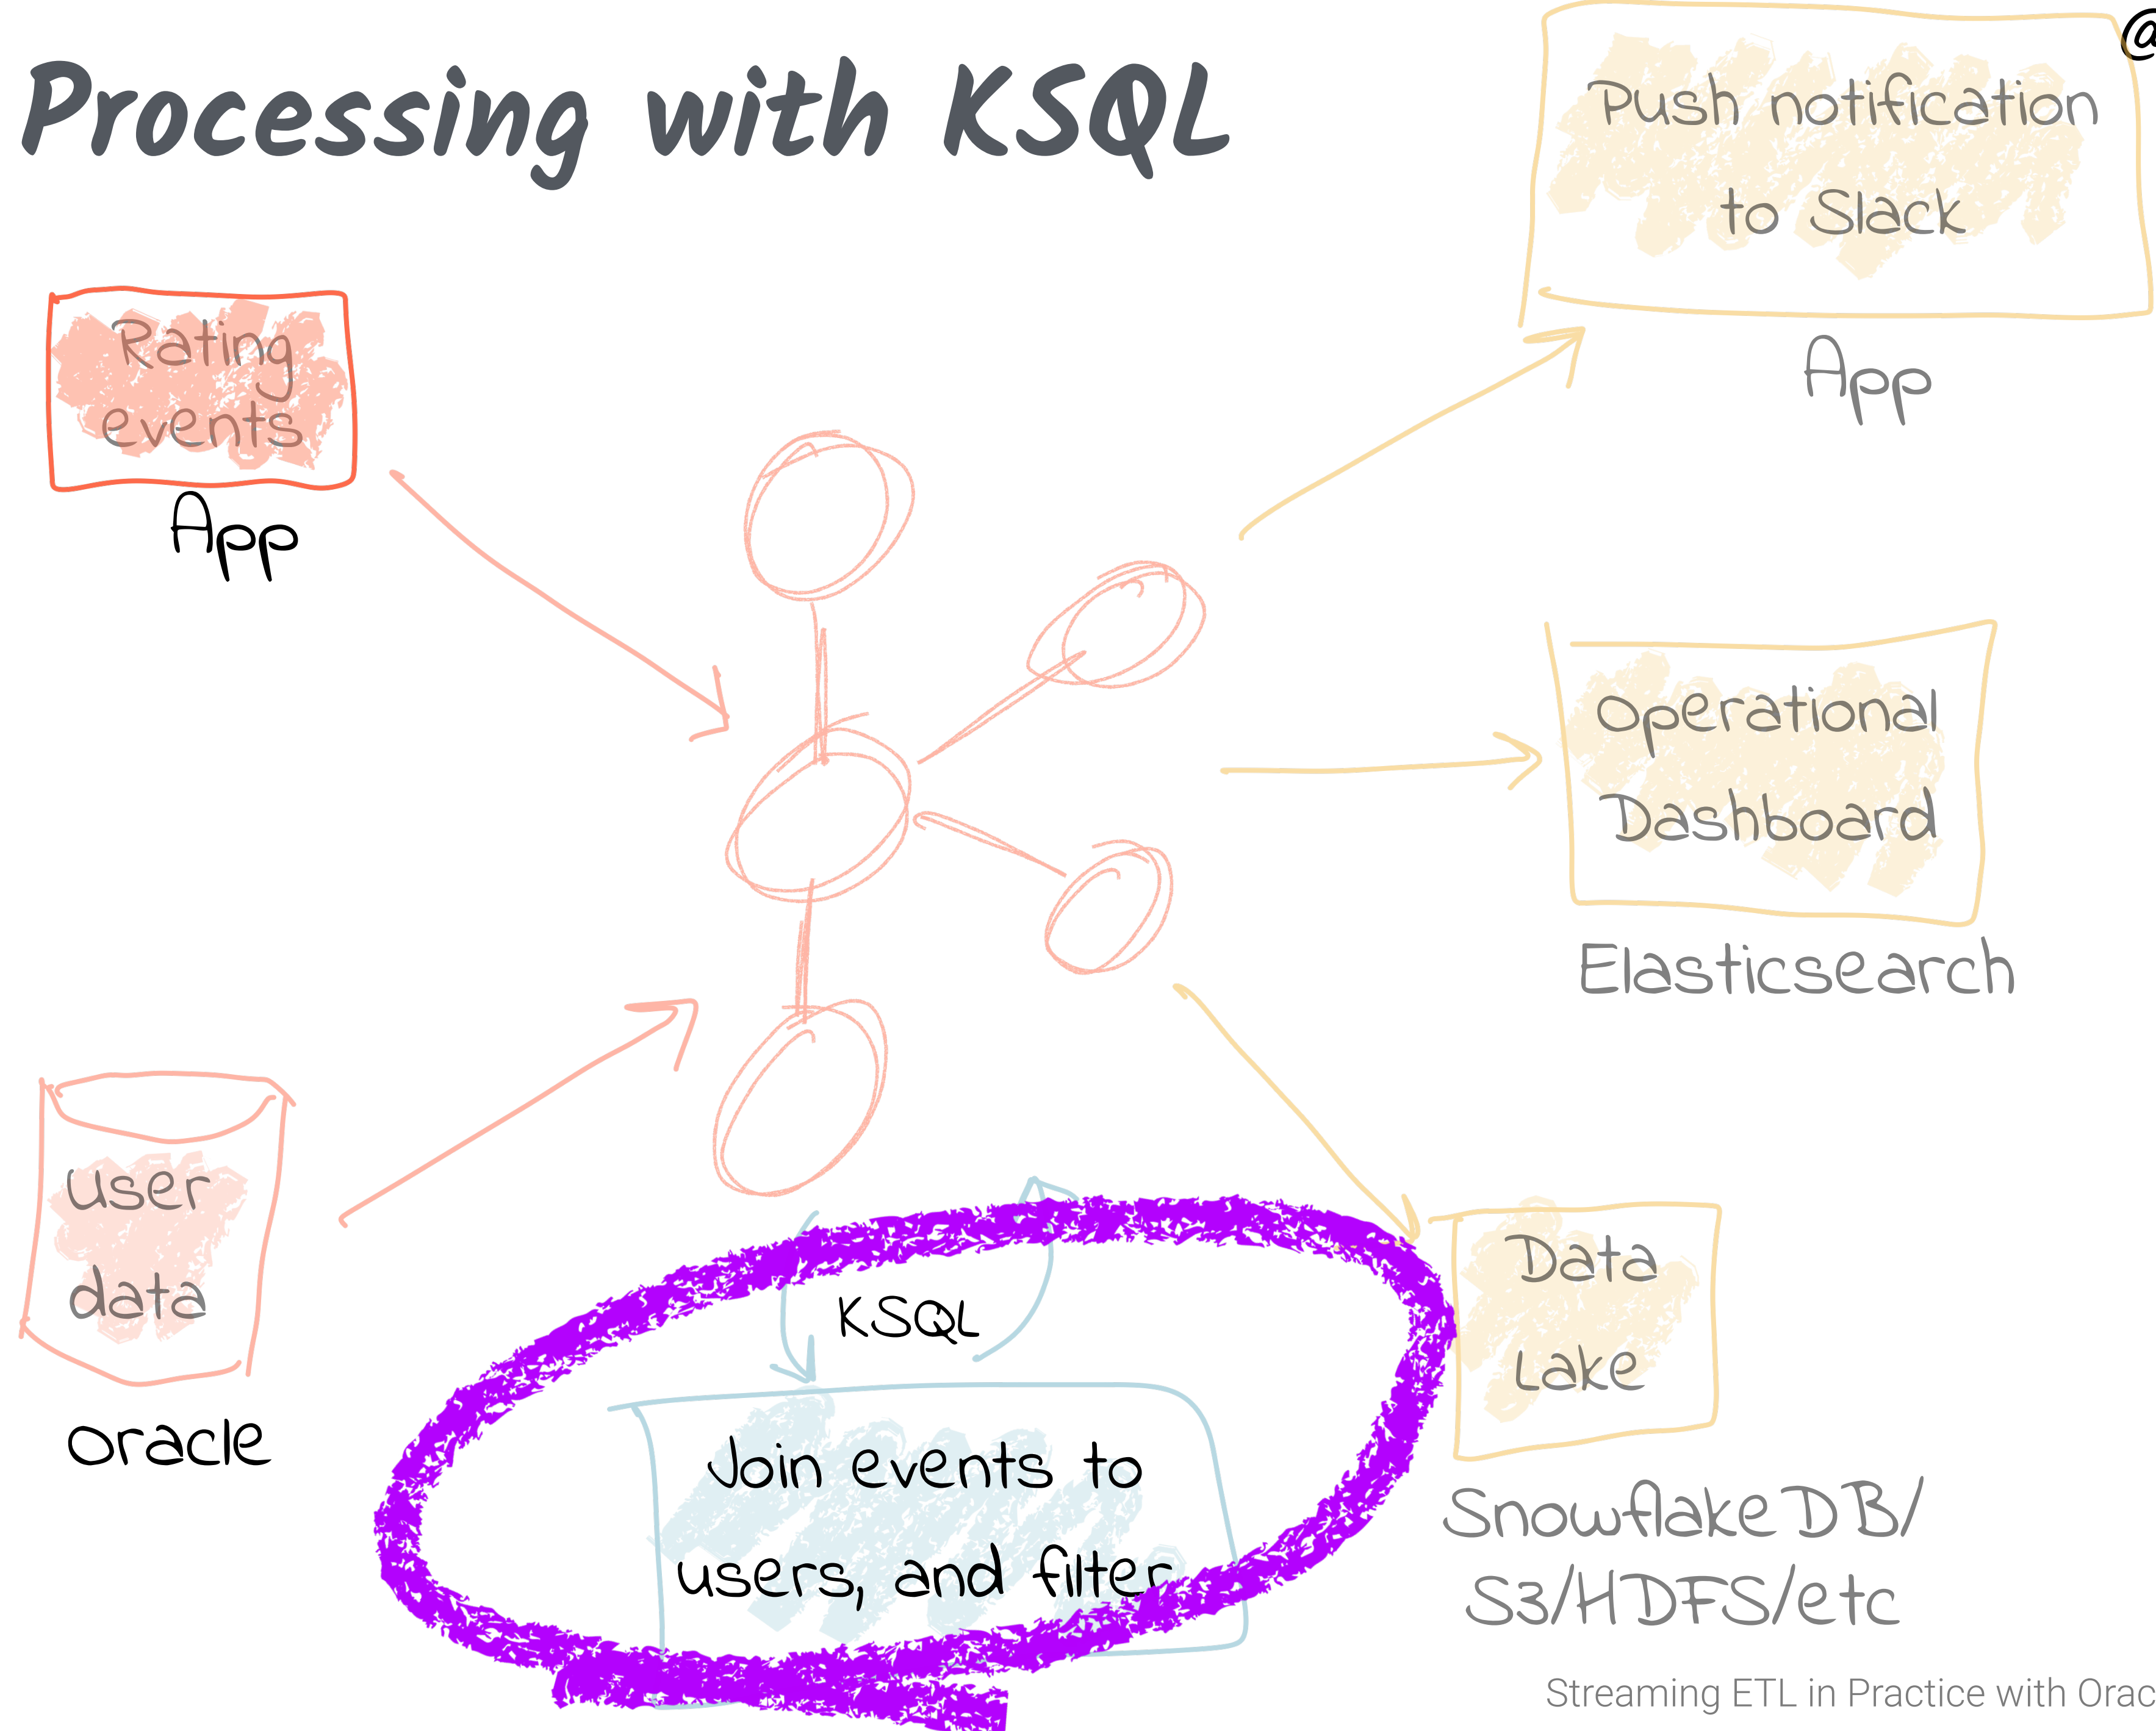 Processing with KSQL
@
Push notification
to Slack
App
Rating
events
App
Operational
Dashboard
Elasticsearch
user
data
Oracle
KSQL
Join events to
users, and filter
Data
Lake
SnowflakeDB/
S3/HDFS/etc
Streaming ETL in Practice with Orac